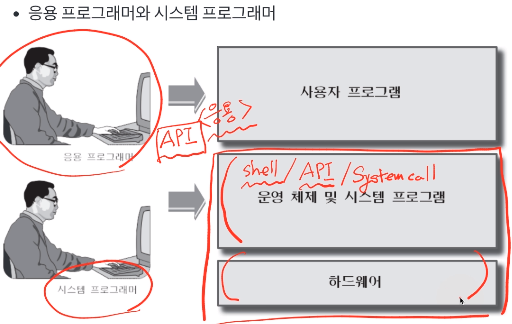 • 응용 프로그래머와 시스템 프로그래머
사용자 프로그램
<응용>
API
응용 프로그래머
shell / API / System call
운영 체제 및 시스템 프로그램
하드웨어
시스템 프로그래머